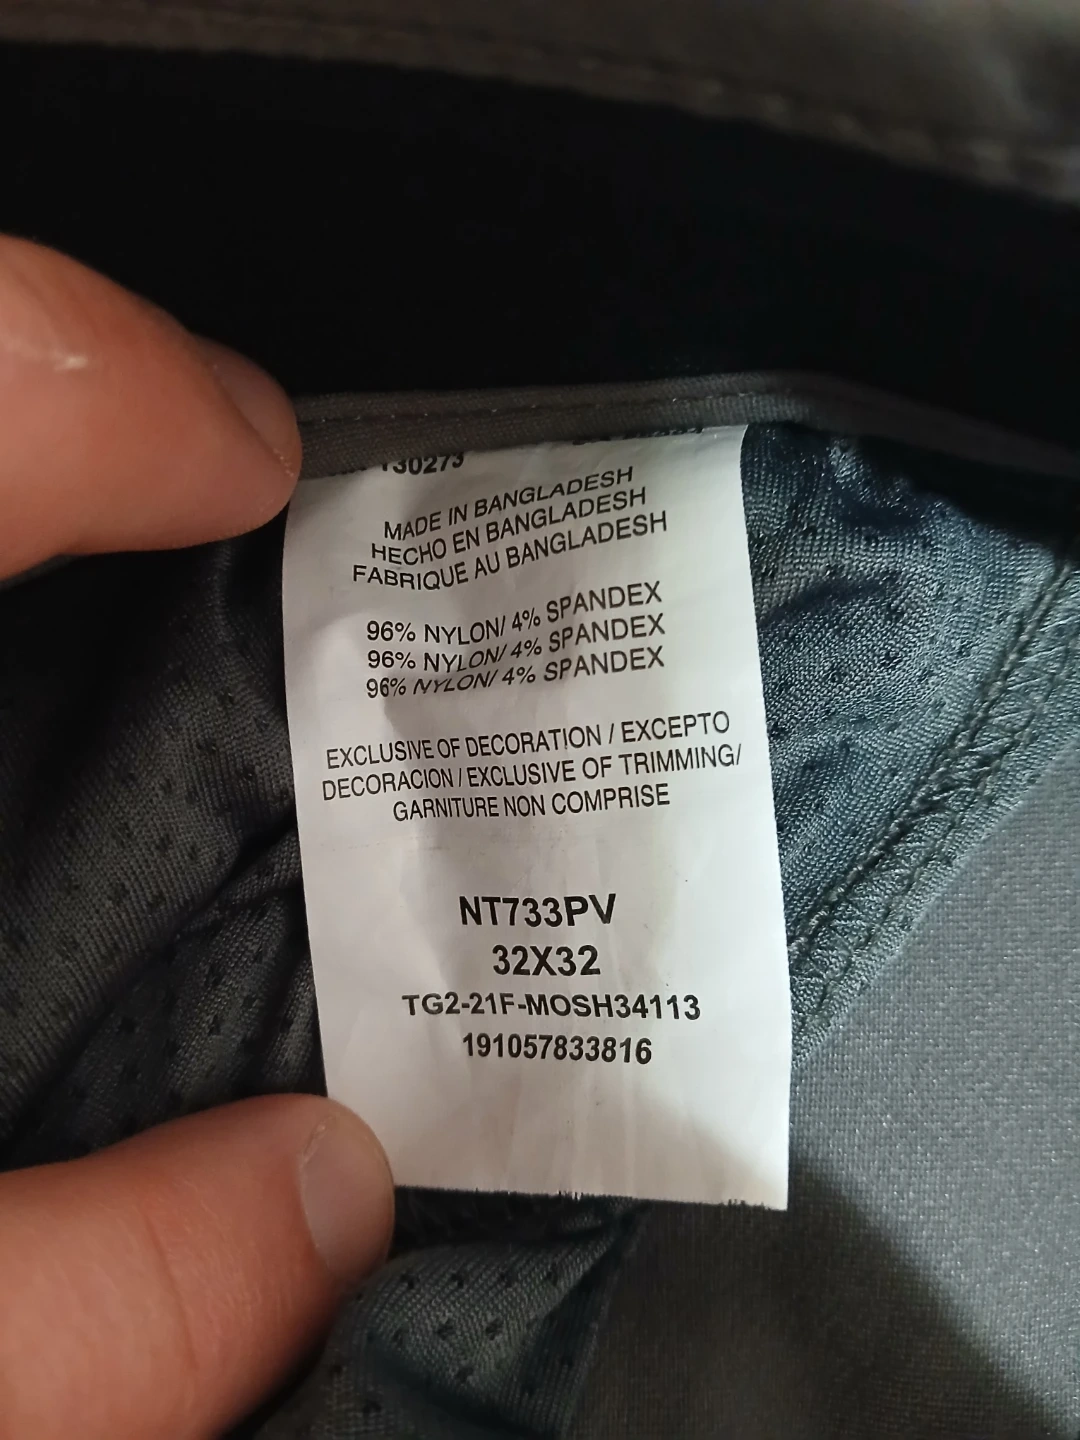 130273
MADE IN BANGLADESH
HECHO EN BANGLADESH
FABRIQUE AU BANGLADESH
96% NYLON/ 4% SPANDEX
96% NYLON/ 4% SPANDEX
96% NYLON/ 4% SPANDEX
EXCLUSIVE OF DECORATION / EXCEPTO
DECORACION / EXCLUSIVE OF TRIMMING/
GARNITURE NON COMPRISE
NT733PV
32X32
TG2-21F-MOSH34113
191057833816